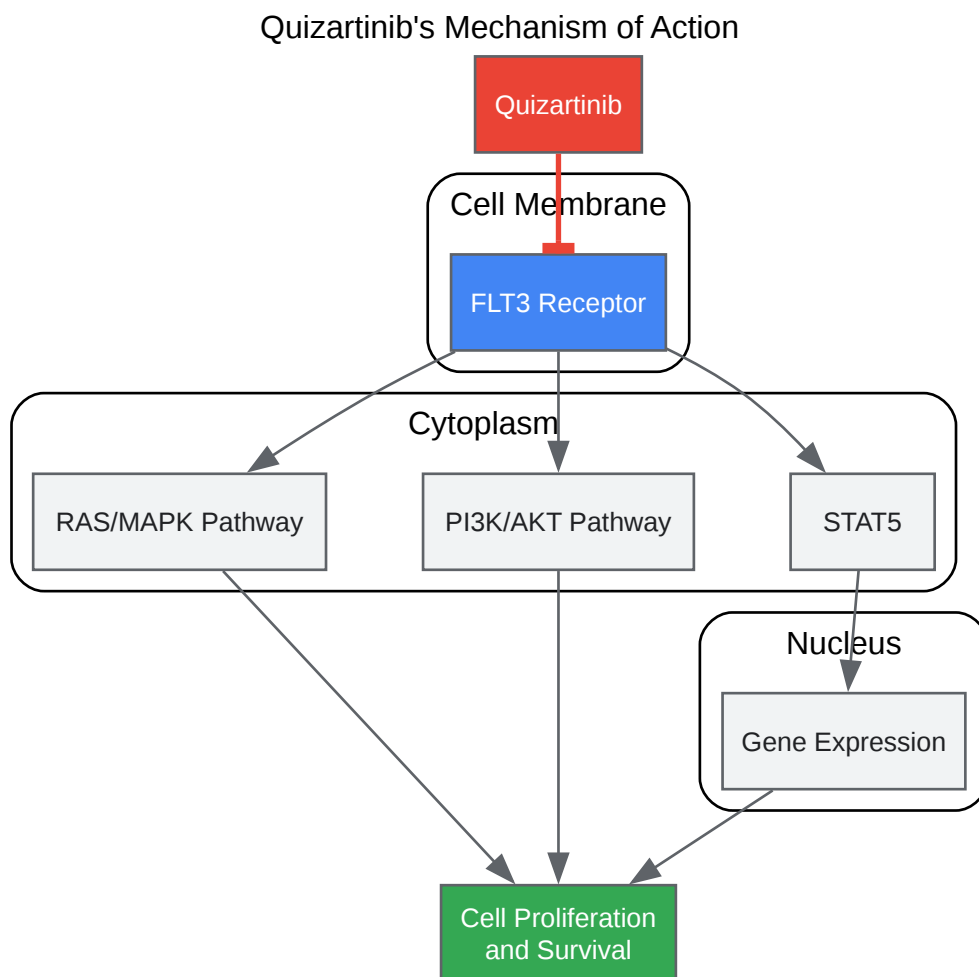 Quizartinib's Mechanism of Action
Quizartinib
Cell Membrane
FLT3 Receptor
Cytoplasm
RAS/MAPK Pathway
PI3K/AKT Pathway
STAT5
Nucleus
Gene Expression
Cell Proliferation
and Survival